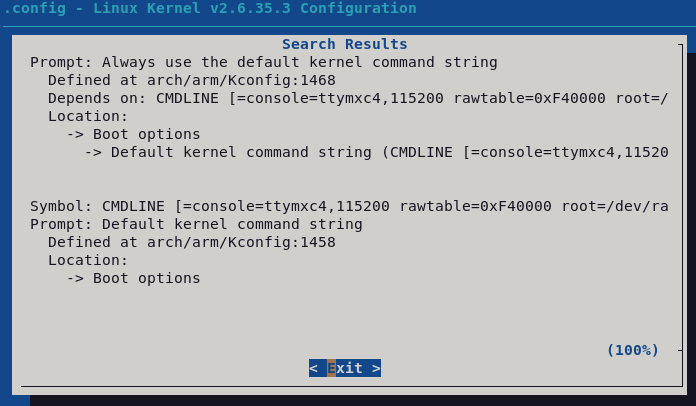 .config - Linux Kernel v2.6.35.3 Configuration
Search Results
Prompt: Always use the default kernel command string
Defined at arch/arm/Kconfig:1468
Depends on: CMDLINE [=console=ttymxc4,115200 rawtable=0xF40000 root=/
Location:
-> Boot options
-> Default kernel command string (CMDLINE [=console=ttymxc4,11520
Symbol: CMDLINE [=console=ttymxc4,115200 rawtable=0xF40000 root=/dev/ra
Prompt: Default kernel command string
Defined at arch/arm/Kconfig:1458
Location:
-> Boot options
(100%)
< Exit >